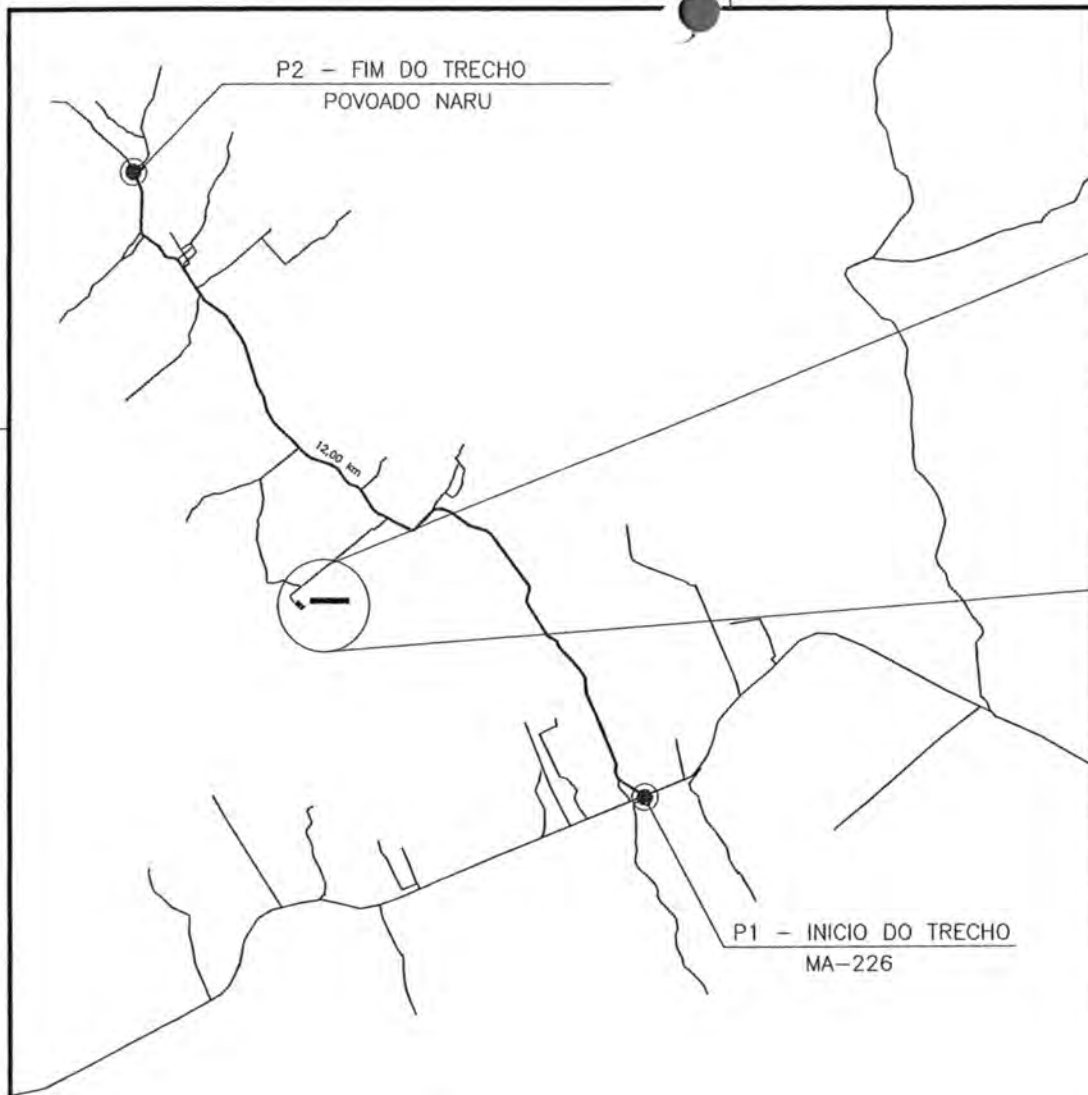 P2 - FIM DO TRECHO
POVOADO NARU
12,00 km
P1 - INICIO DO TRECHO
MA-226